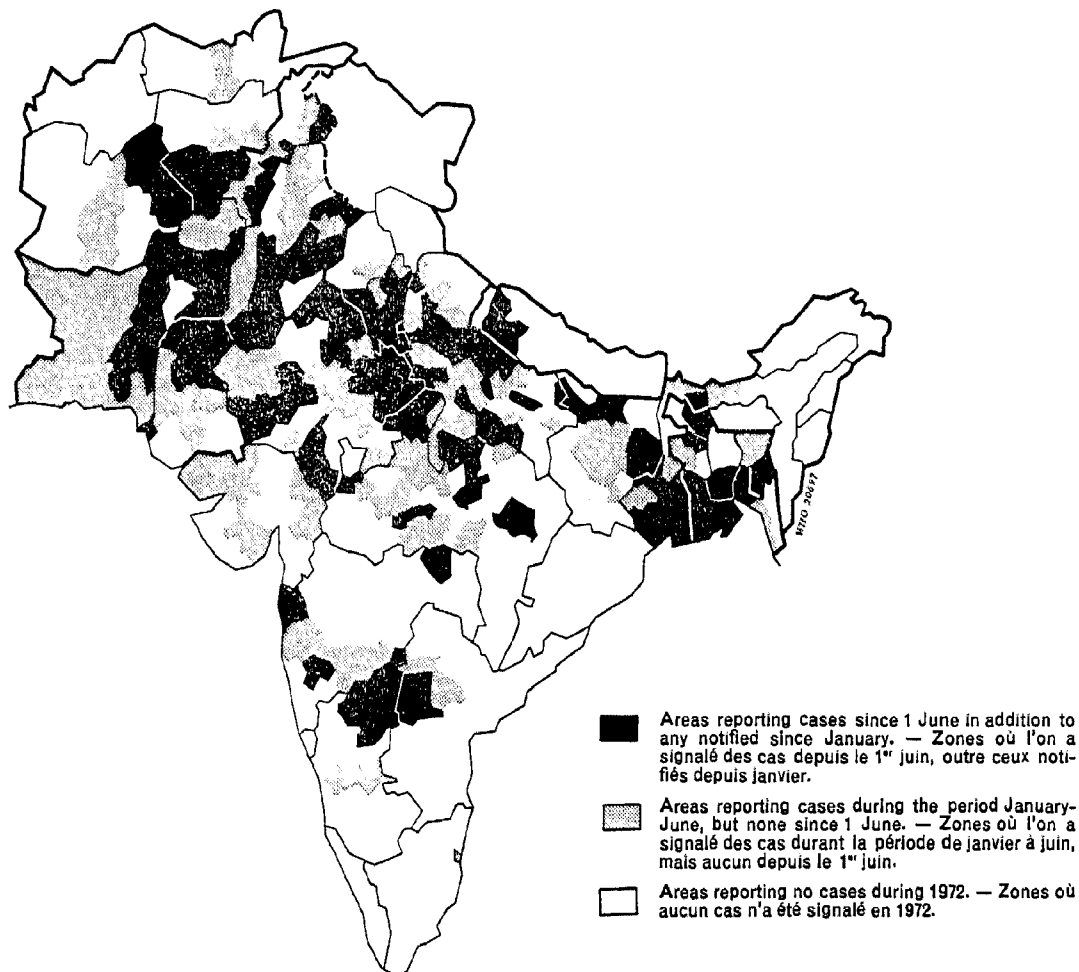 WHO 20697
Areas reporting cases since 1 June in addition to
any notified since January. — Zones où l'on a
signalé des cas depuis le 1er juin, outre ceux noti-
fiés depuis janvier.
Areas reporting cases during the period January-
June, but none since 1 June. — Zones où l'on a
signalé des cas durant la période de janvier à juin,
mais aucun depuis le 1er juin.
Areas reporting no cases during 1972. — Zones où
aucun cas n'a été signalé en 1972.